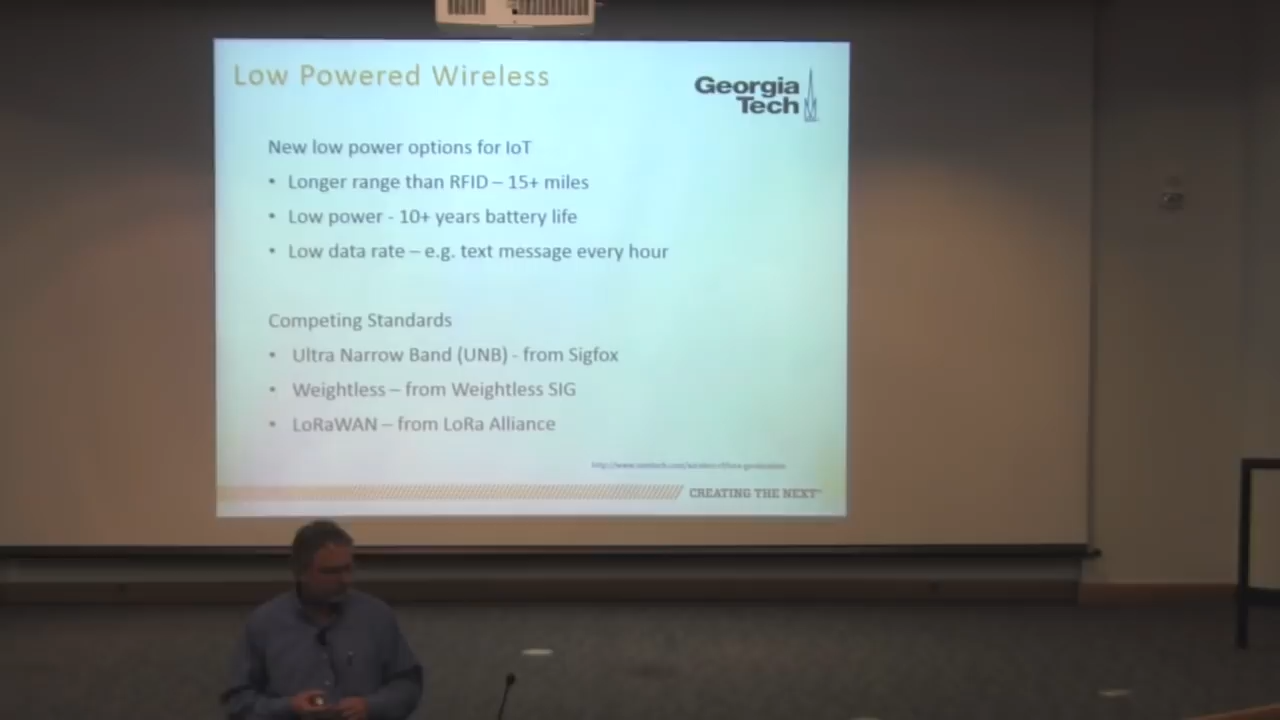 Low Powered Wireless
Georgia
Tech
New low power options for IoT
• Longer range than RFID – 15+ miles
• Low power - 10+ years battery life
• Low data rate – e.g. text message every hour
Competing Standards
• Ultra Narrow Band (UNB) - from Sigfox
• Weightless – from Weightless SIG
• LoRaWAN – from LoRa Alliance
CREATING THE NEXT